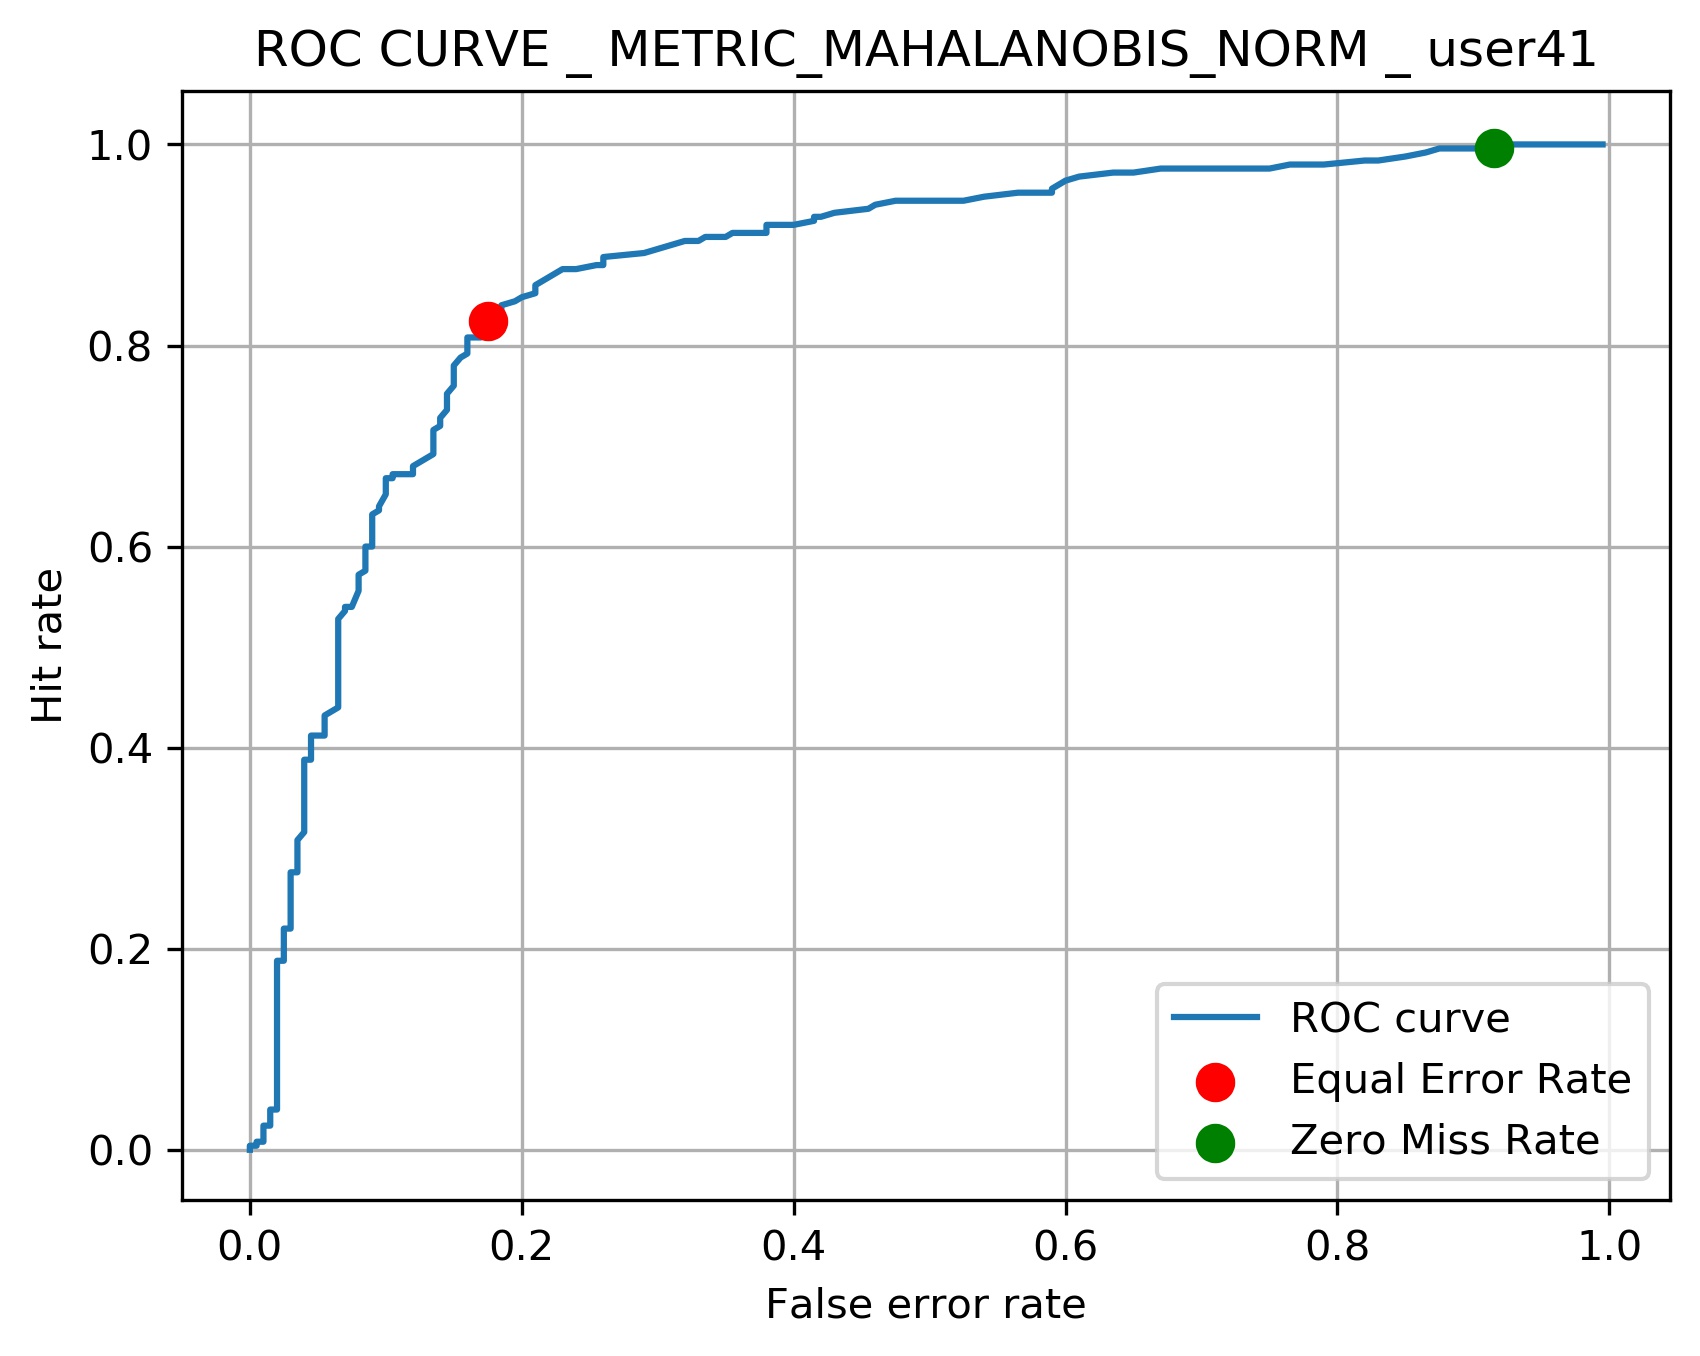 ROC CURVE _ METRIC_MAHALANOBIS_NORM _ user41
1.0
0.8
0.6
0.4
0.2
0.0
Hit rate
ROC curve
Equal Error Rate
Zero Miss Rate
0.0 0.2 0.4 0.6 0.8 1.0
False error rate